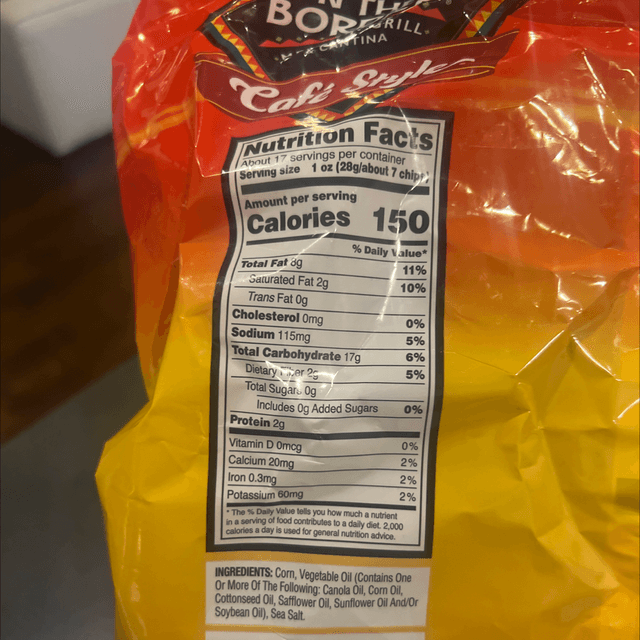 BOR
GRILL
CANTINA
Café Style
Nutrition Facts
About 17 servings per container
Serving size 1 oz (28g/about 7 chips)
Amount per serving
Calories 150
% Daily Value*
Total Fat 8g 11%
Saturated Fat 2g 10%
Trans Fat 0g
Cholesterol 0mg 0%
Sodium 115mg 5%
Total Carbohydrate 17g 6%
Dietary Fiber 2g 5%
Total Sugars 0g
Includes 0g Added Sugars 0%
Protein 2g
Vitamin D 0mcg 0%
Calcium 20mg 2%
Iron 0.3mg 2%
Potassium 60mg 2%
* The % Daily Value tells you how much a nutrient
in a serving of food contributes to a daily diet. 2,000
calories a day is used for general nutrition advice.
INGREDIENTS: Corn, Vegetable Oil (Contains One
Or More Of The Following: Canola Oil, Corn Oil,
Cottonseed Oil, Safflower Oil, Sunflower Oil And/Or
Soybean Oil), Sea Salt.